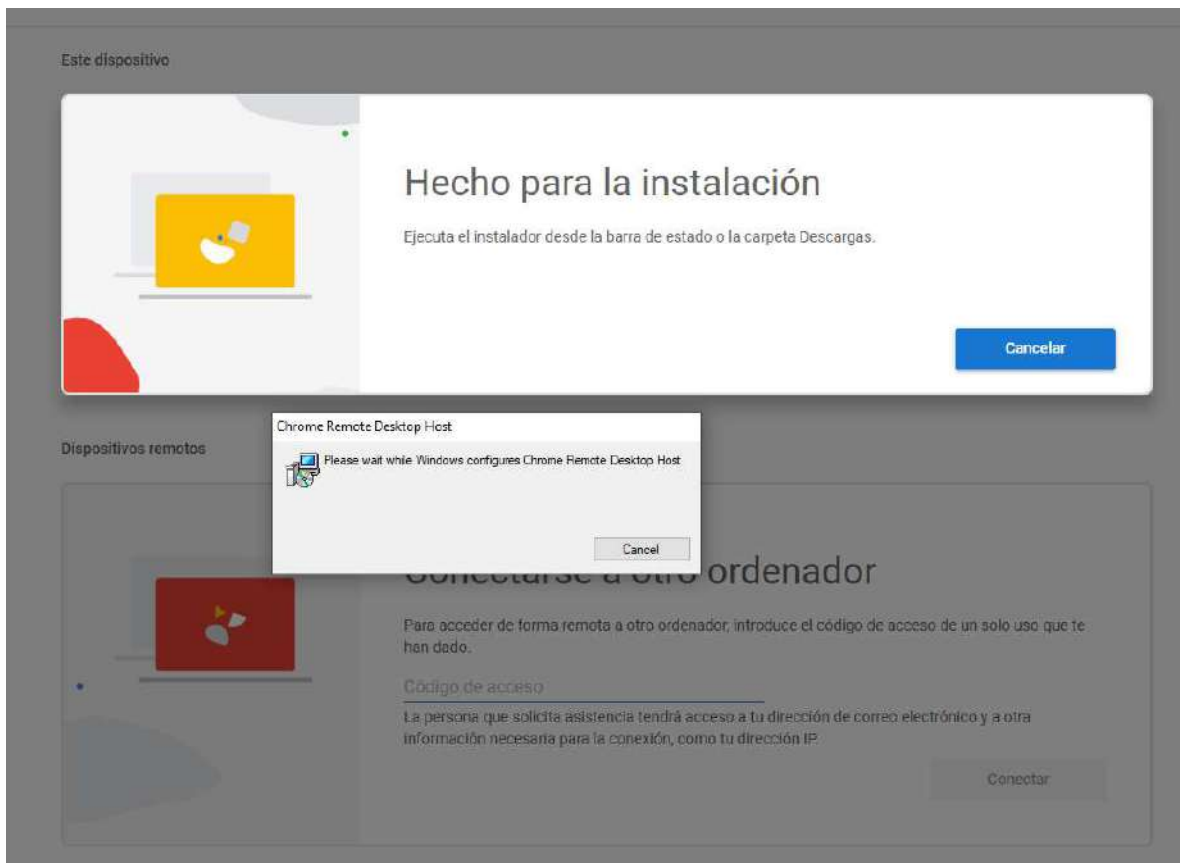 Este dispositivo
Hecho para la instalación
Ejecuta el instalador desde la barra de estado o la carpeta Descargas.
Cancelar
Dispositivos remotos
Chrome Remote Desktop Host
Please wait while Windows configures Chrome Remote Desktop Host
Cancel
Conectarse a otro ordenador
Para acceder de forma remota a otro ordenador, introduce el código de acceso de un solo uso que te
han dado.
Código de acceso
La persona que solicita asistencia tendrá acceso a tu dirección de correo electrónico y a otra
información necesaria para la conexión, como tu dirección IP.
Conectar